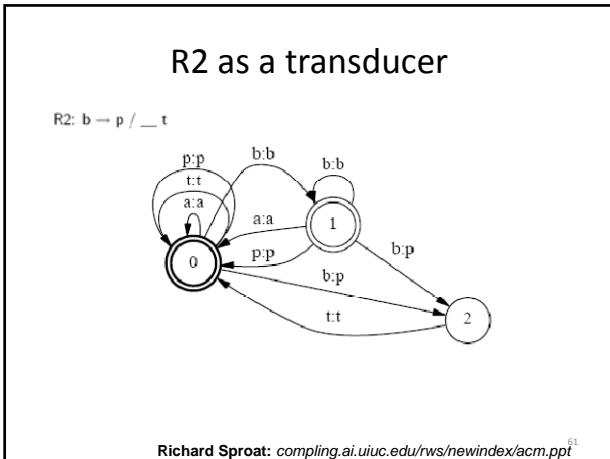 R2 as a transducer
R2: b → p / __ t
p:p
t:t
a:a
b:b
b:b
a:a
p:p
b:p
b:p
t:t
0
1
2
Richard Sproat: compling.ai.uiuc.edu/rws/newindex/acm.ppt
61